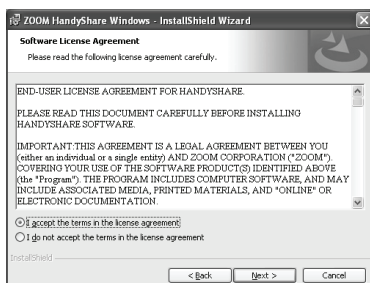 ZOOM HandyShare Windows - InstallShield Wizard
Software License Agreement
Please read the following license agreement carefully.
END-USER LICENSE AGREEMENT FOR HANDYSHARE.
PLEASE READ THIS DOCUMENT CAREFULLY BEFORE INSTALLING
HANDYSHARE SOFTWARE.
IMPORTANT:THIS AGREEMENT IS A LEGAL AGREEMENT BETWEEN YOU
(either an individual or a single entity) AND ZOOM CORPORATION ("ZOOM").
COVERING YOUR USE OF THE SOFTWARE PRODUCT(S) IDENTIFIED ABOVE
(the "Program"). THE PROGRAM INCLUDES COMPUTER SOFTWARE, AND MAY
INCLUDE ASSOCIATED MEDIA, PRINTED MATERIALS, AND "ONLINE" OR
ELECTRONIC DOCUMENTATION.
I accept the terms in the license agreement
I do not accept the terms in the license agreement
InstallShield
< Back
Next >
Cancel